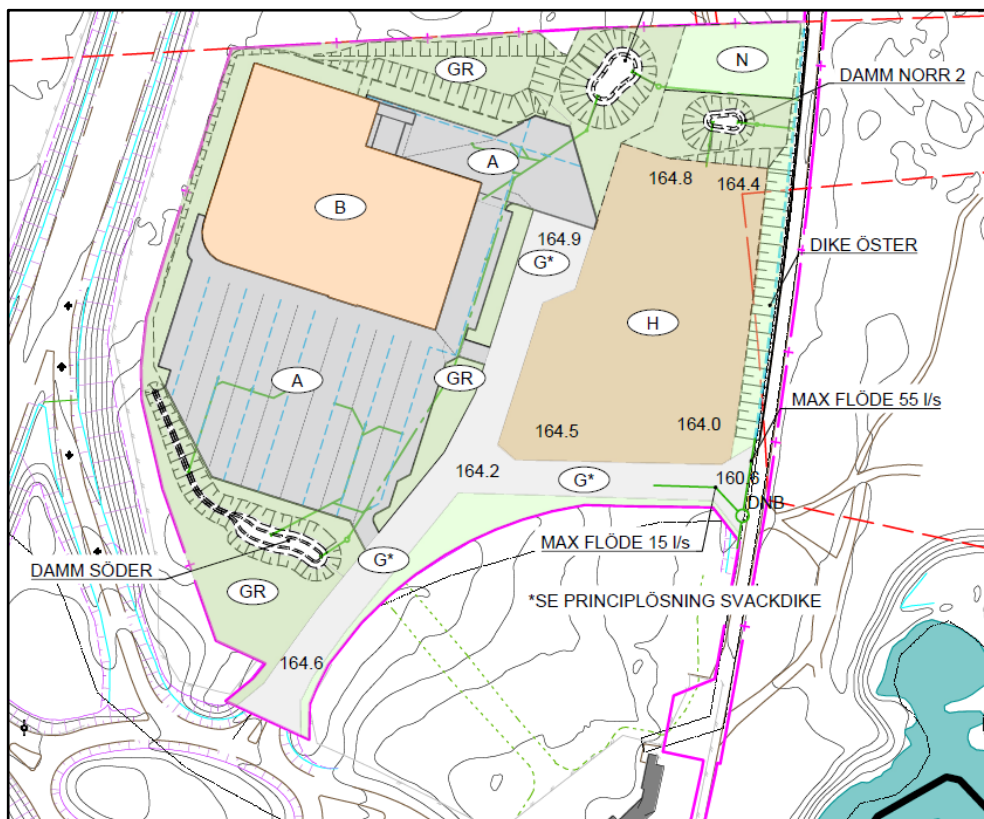 GR
N
DAMM NORR 2
A
164.8
164.4
B
164.9
DIKE ÖSTER
G*
H
GR
A
MAX FLÖDE 55 l/s
164.5
164.0
164.2
G*
160.6
DNB
MAX FLÖDE 15 l/s
G*
DAMM SÖDER
GR
*SE PRINCIPLÖSNING SVACKDIKE
164.6